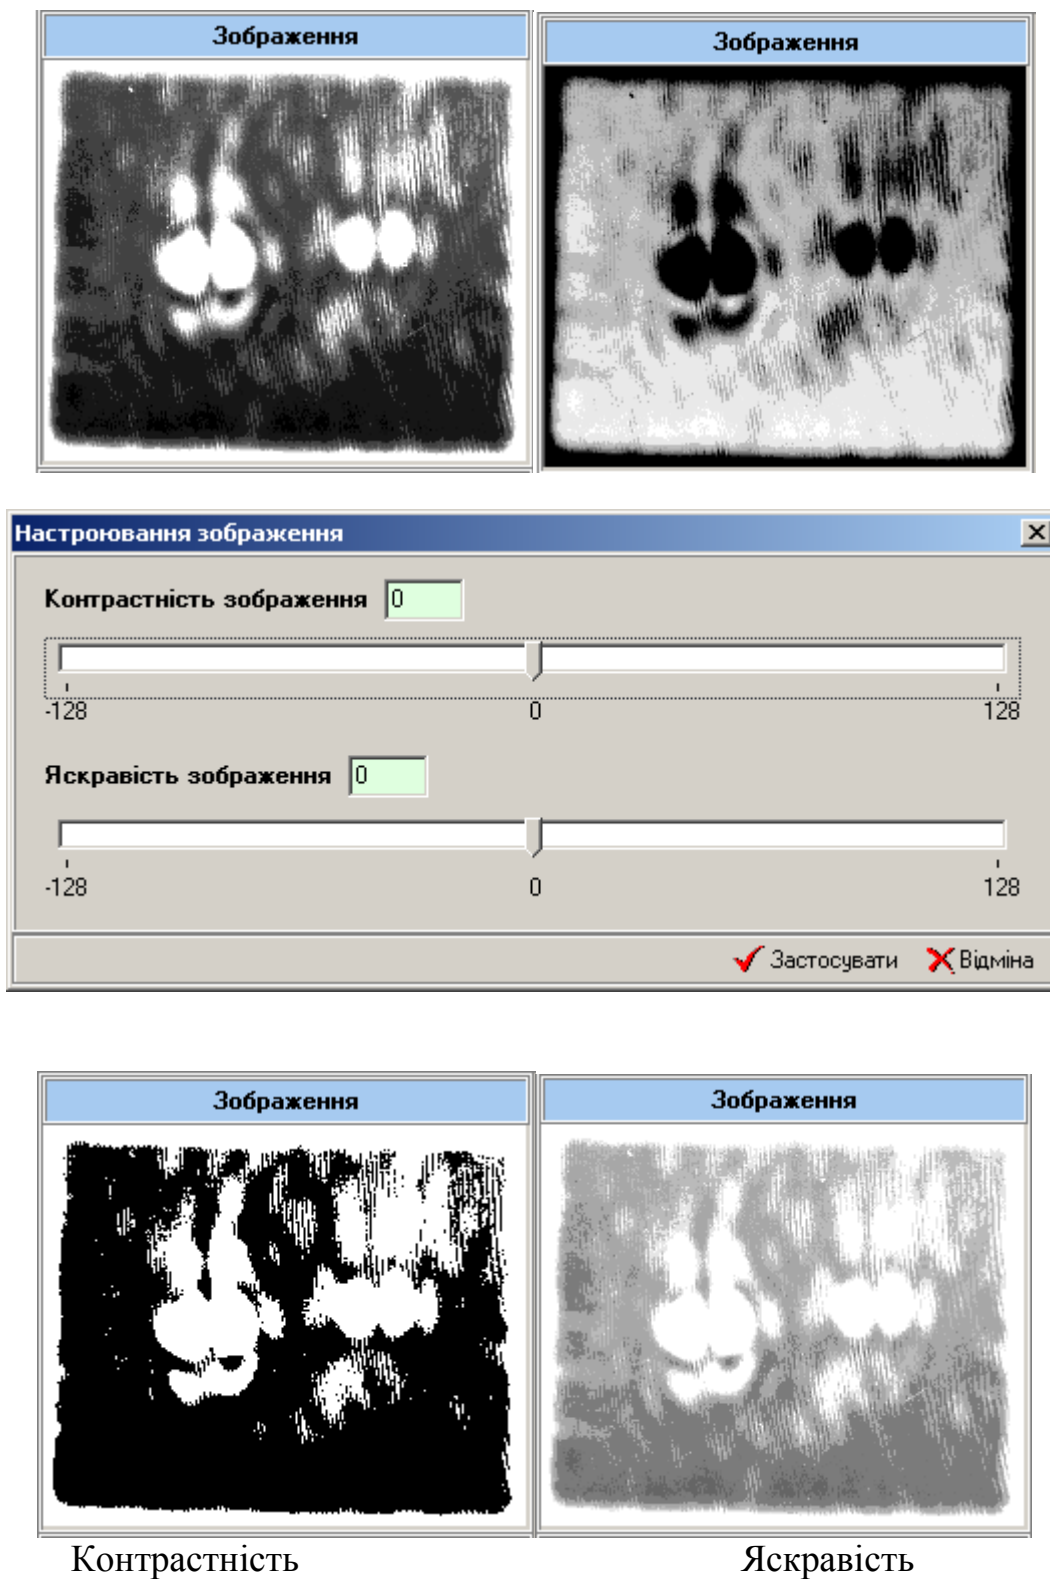 Зображення
Зображення
Настроювання зображення
Контрастність зображення 0
-128 0 128
Яскравість зображення 0
-128 0 128
Застосувати Відміна
Зображення
Зображення
Контрастність Яскравість